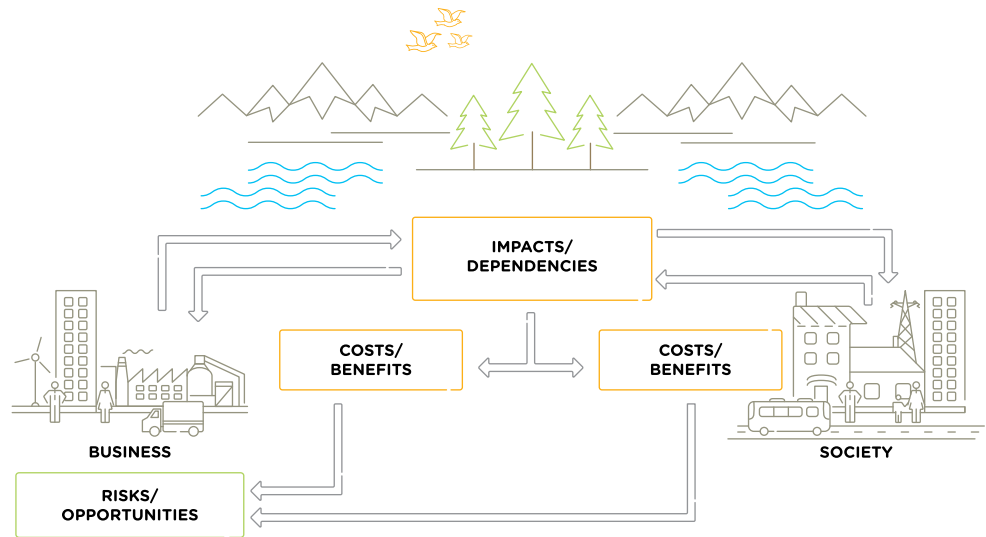 IMPACTS/
DEPENDENCIES
COSTS/
BENEFITS
COSTS/
BENEFITS
BUSINESS
SOCIETY
RISKS/
OPPORTUNITIES